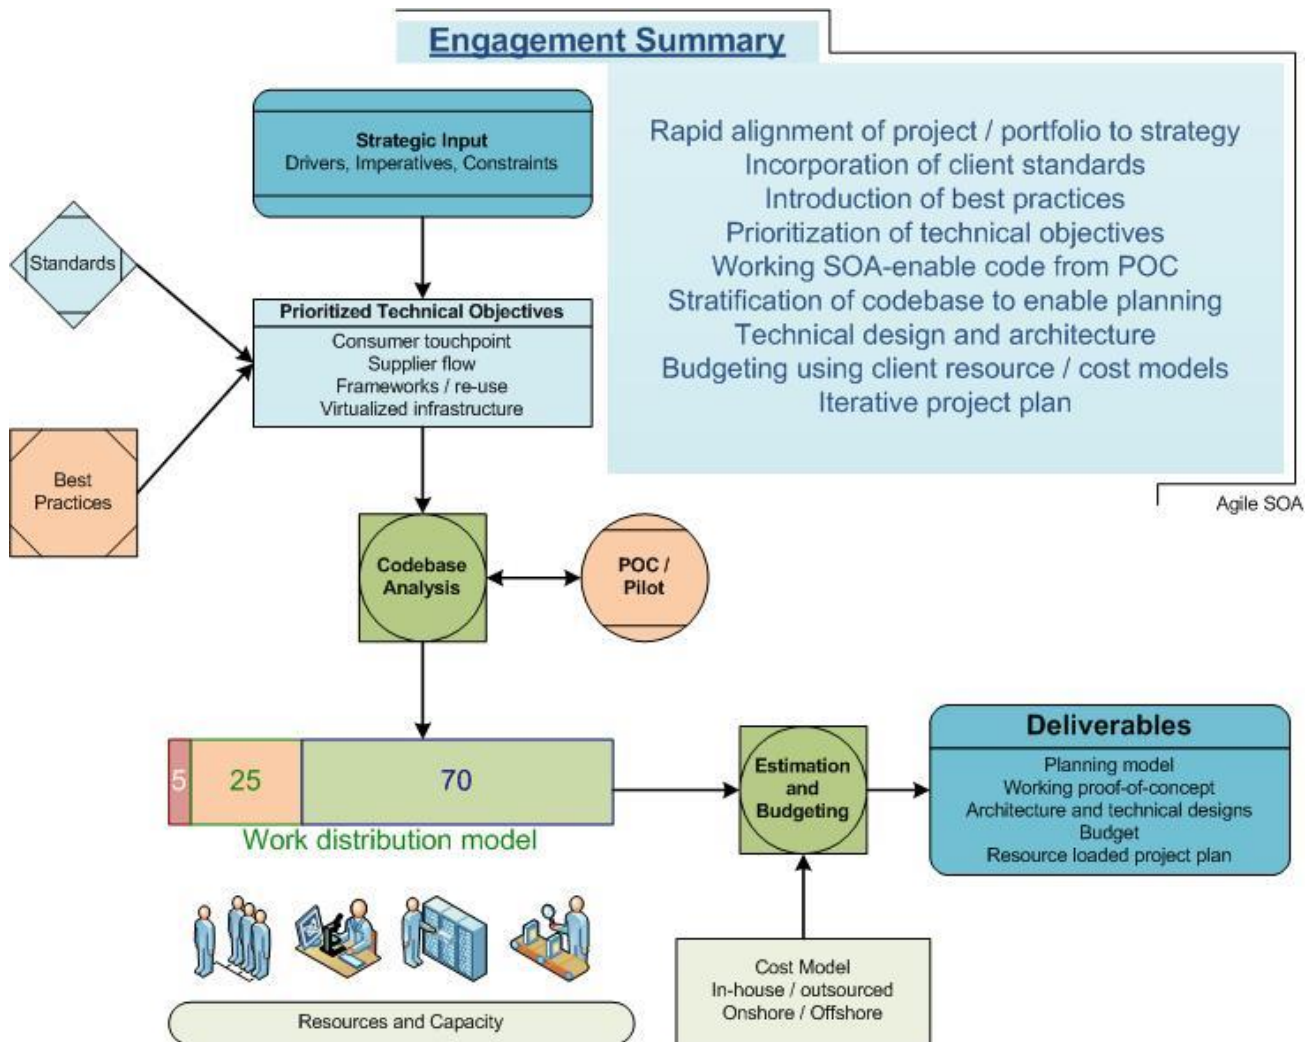 Engagement Summary
Strategic Input
Drivers, Imperatives, Constraints
Rapid alignment of project / portfolio to strategy
Incorporation of client standards
Introduction of best practices
Prioritization of technical objectives
Working SOA-enable code from POC
Stratification of codebase to enable planning
Technical design and architecture
Budgeting using client resource / cost models
Iterative project plan
Agile SOA
Standards
Prioritized Technical Objectives
Consumer touchpoint
Supplier flow
Frameworks / re-use
Virtualized infrastructure
Best
Practices
Codebase
Analysis
POC /
Pilot
5
25
70
Work distribution model
Estimation
and
Budgeting
Deliverables
Planning model
Working proof-of-concept
Architecture and technical designs
Budget
Resource loaded project plan
Resources and Capacity
Cost Model
In-house / outsourced
Onshore / Offshore